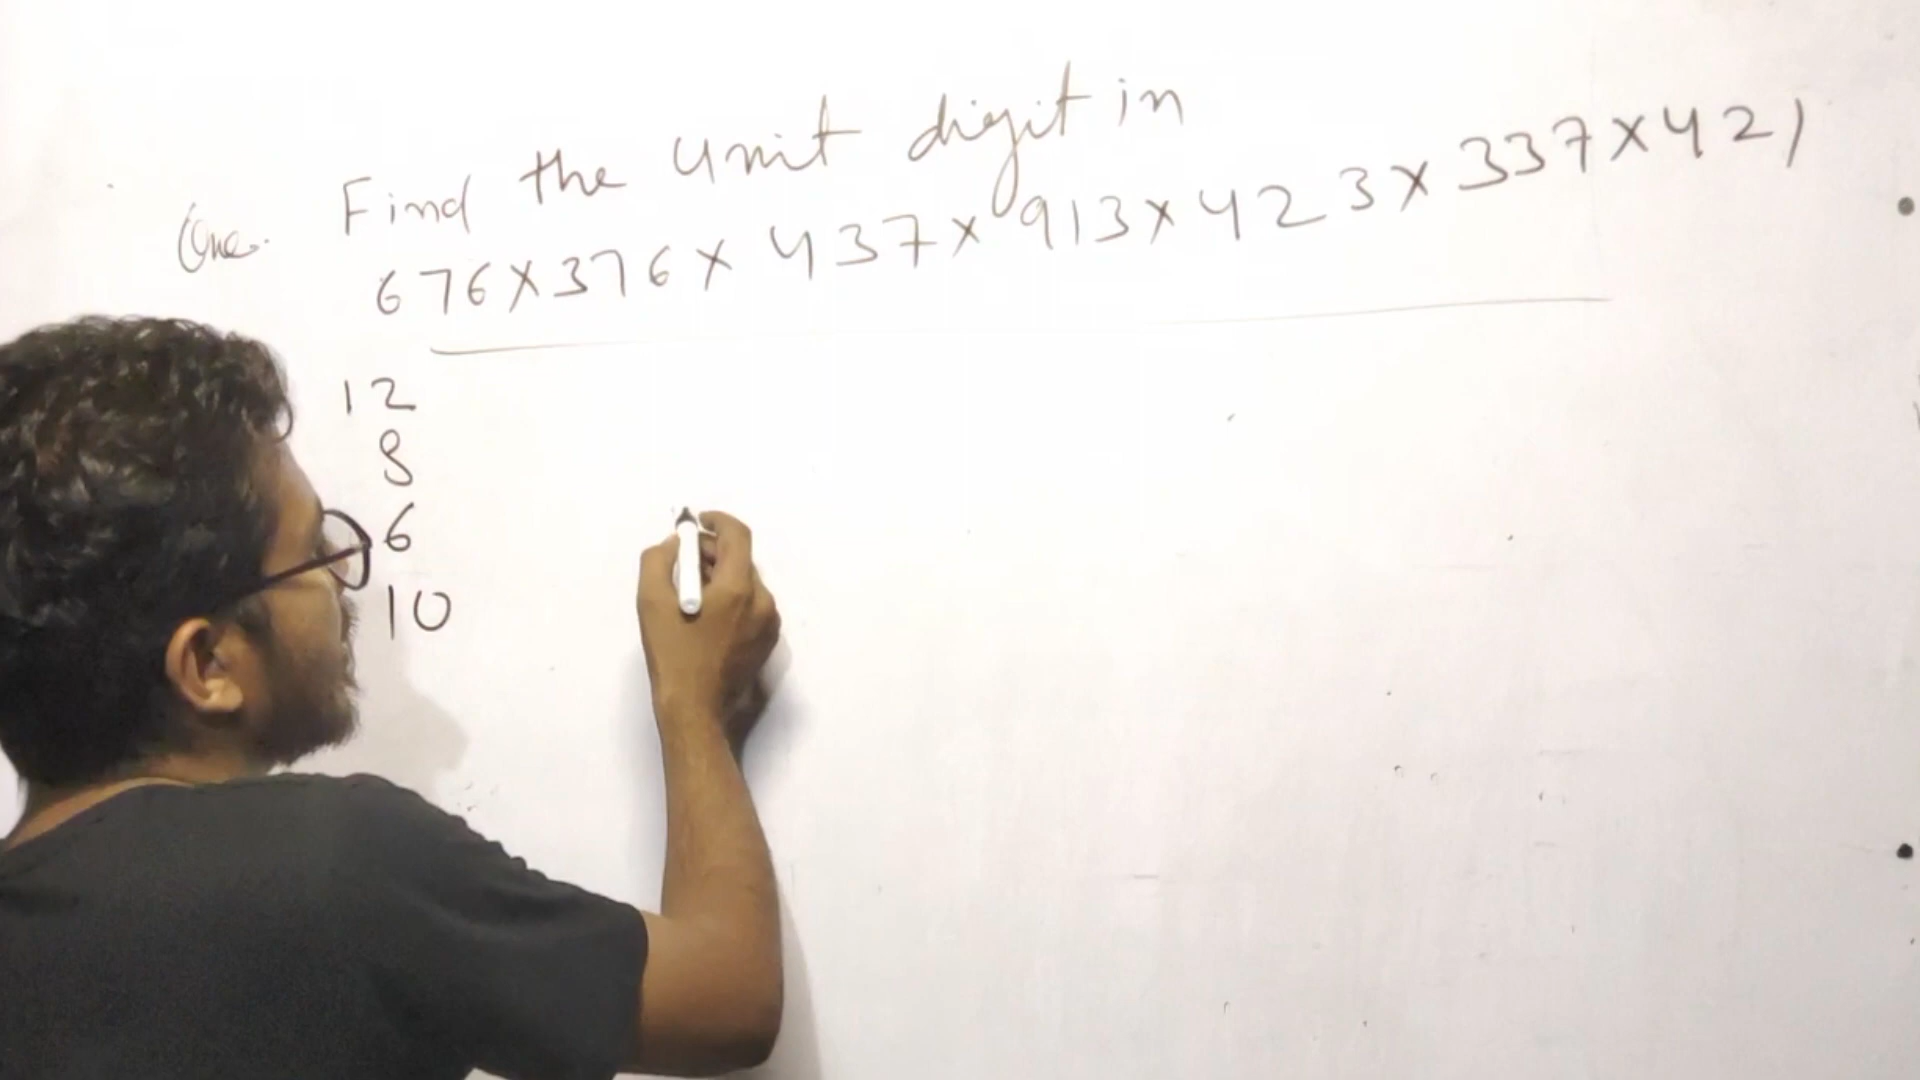 Que. Find the unit digit in
676×376× 437× 913×423× 337×421
12
8
6
10